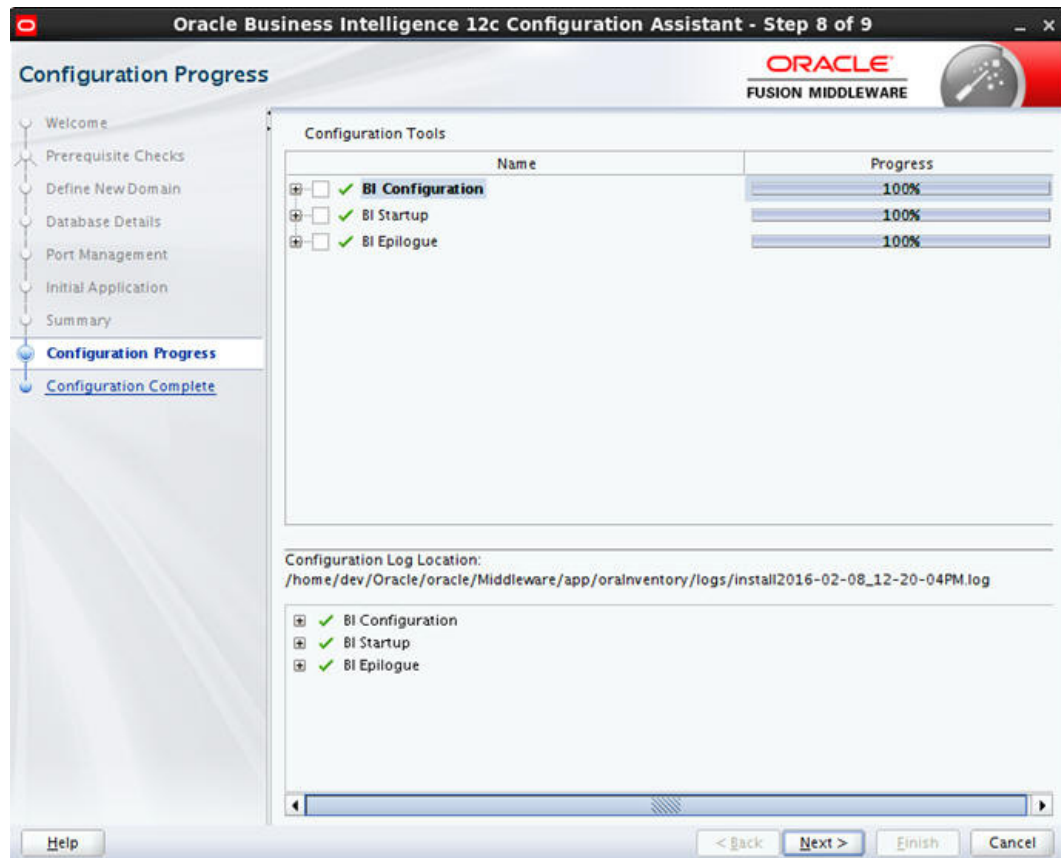 Oracle Business Intelligence 12c Configuration Assistant - Step 8 of 9
Configuration Progress
ORACLE
FUSION MIDDLEWARE
Welcome
Prerequisite Checks
Define New Domain
Database Details
Port Management
Initial Application
Summary
Configuration Progress
Configuration Complete
Configuration Tools
Name Progress
BI Configuration 100%
BI Startup 100%
BI Epilogue 100%
Configuration Log Location:
/home/dev/Oracle/oracle/Middleware/app/oraInventory/logs/install2016-02-08_12-20-04PM.log
BI Configuration
BI Startup
BI Epilogue
Help < Back Next > Finish Cancel